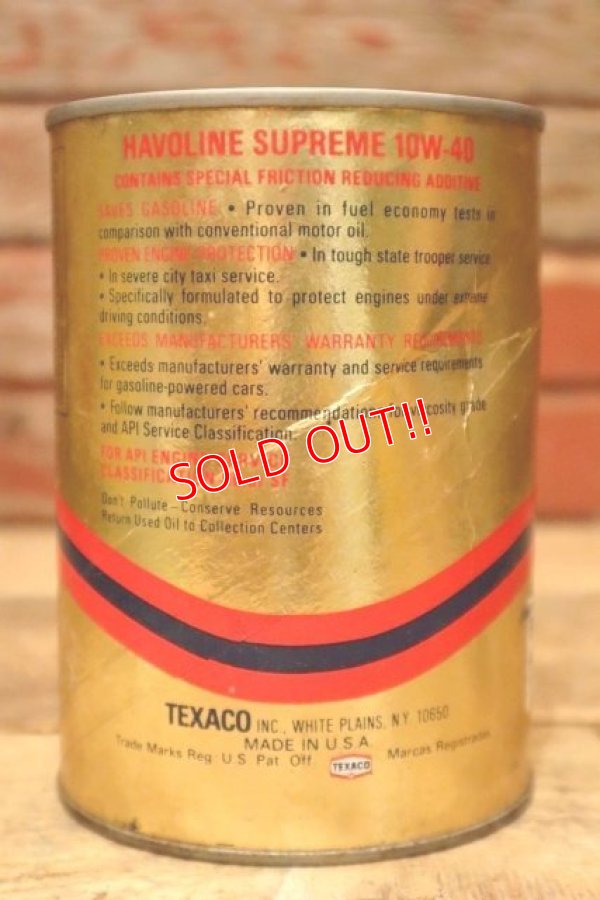 HAVOLINE SUPREME 10W-40
CONTAINS SPECIAL FRICTION REDUCING ADDITIVE
SAVES GASOLINE • Proven in fuel economy tests in
comparison with conventional motor oil.
PROVEN ENGINE PROTECTION • In tough state trooper service
• In severe city taxi service.
• Specifically formulated to protect engines under extreme
driving conditions.
EXCEEDS MANUFACTURERS' WARRANTY REQUIREMENTS
• Exceeds manufacturers' warranty and service requirements
for gasoline-powered cars.
• Follow manufacturers' recommendations for viscosity grade
and API Service Classification.
FOR API ENGINE SERVICE
CLASSIFICATION SF
SOLD OUT!!
Don't Pollute – Conserve Resources
Return Used Oil to Collection Centers
TEXACO INC., WHITE PLAINS, N.Y. 10650
MADE IN U.S.A.
Trade Marks Reg. U.S. Pat. Off. TEXACO Marcas Registradas